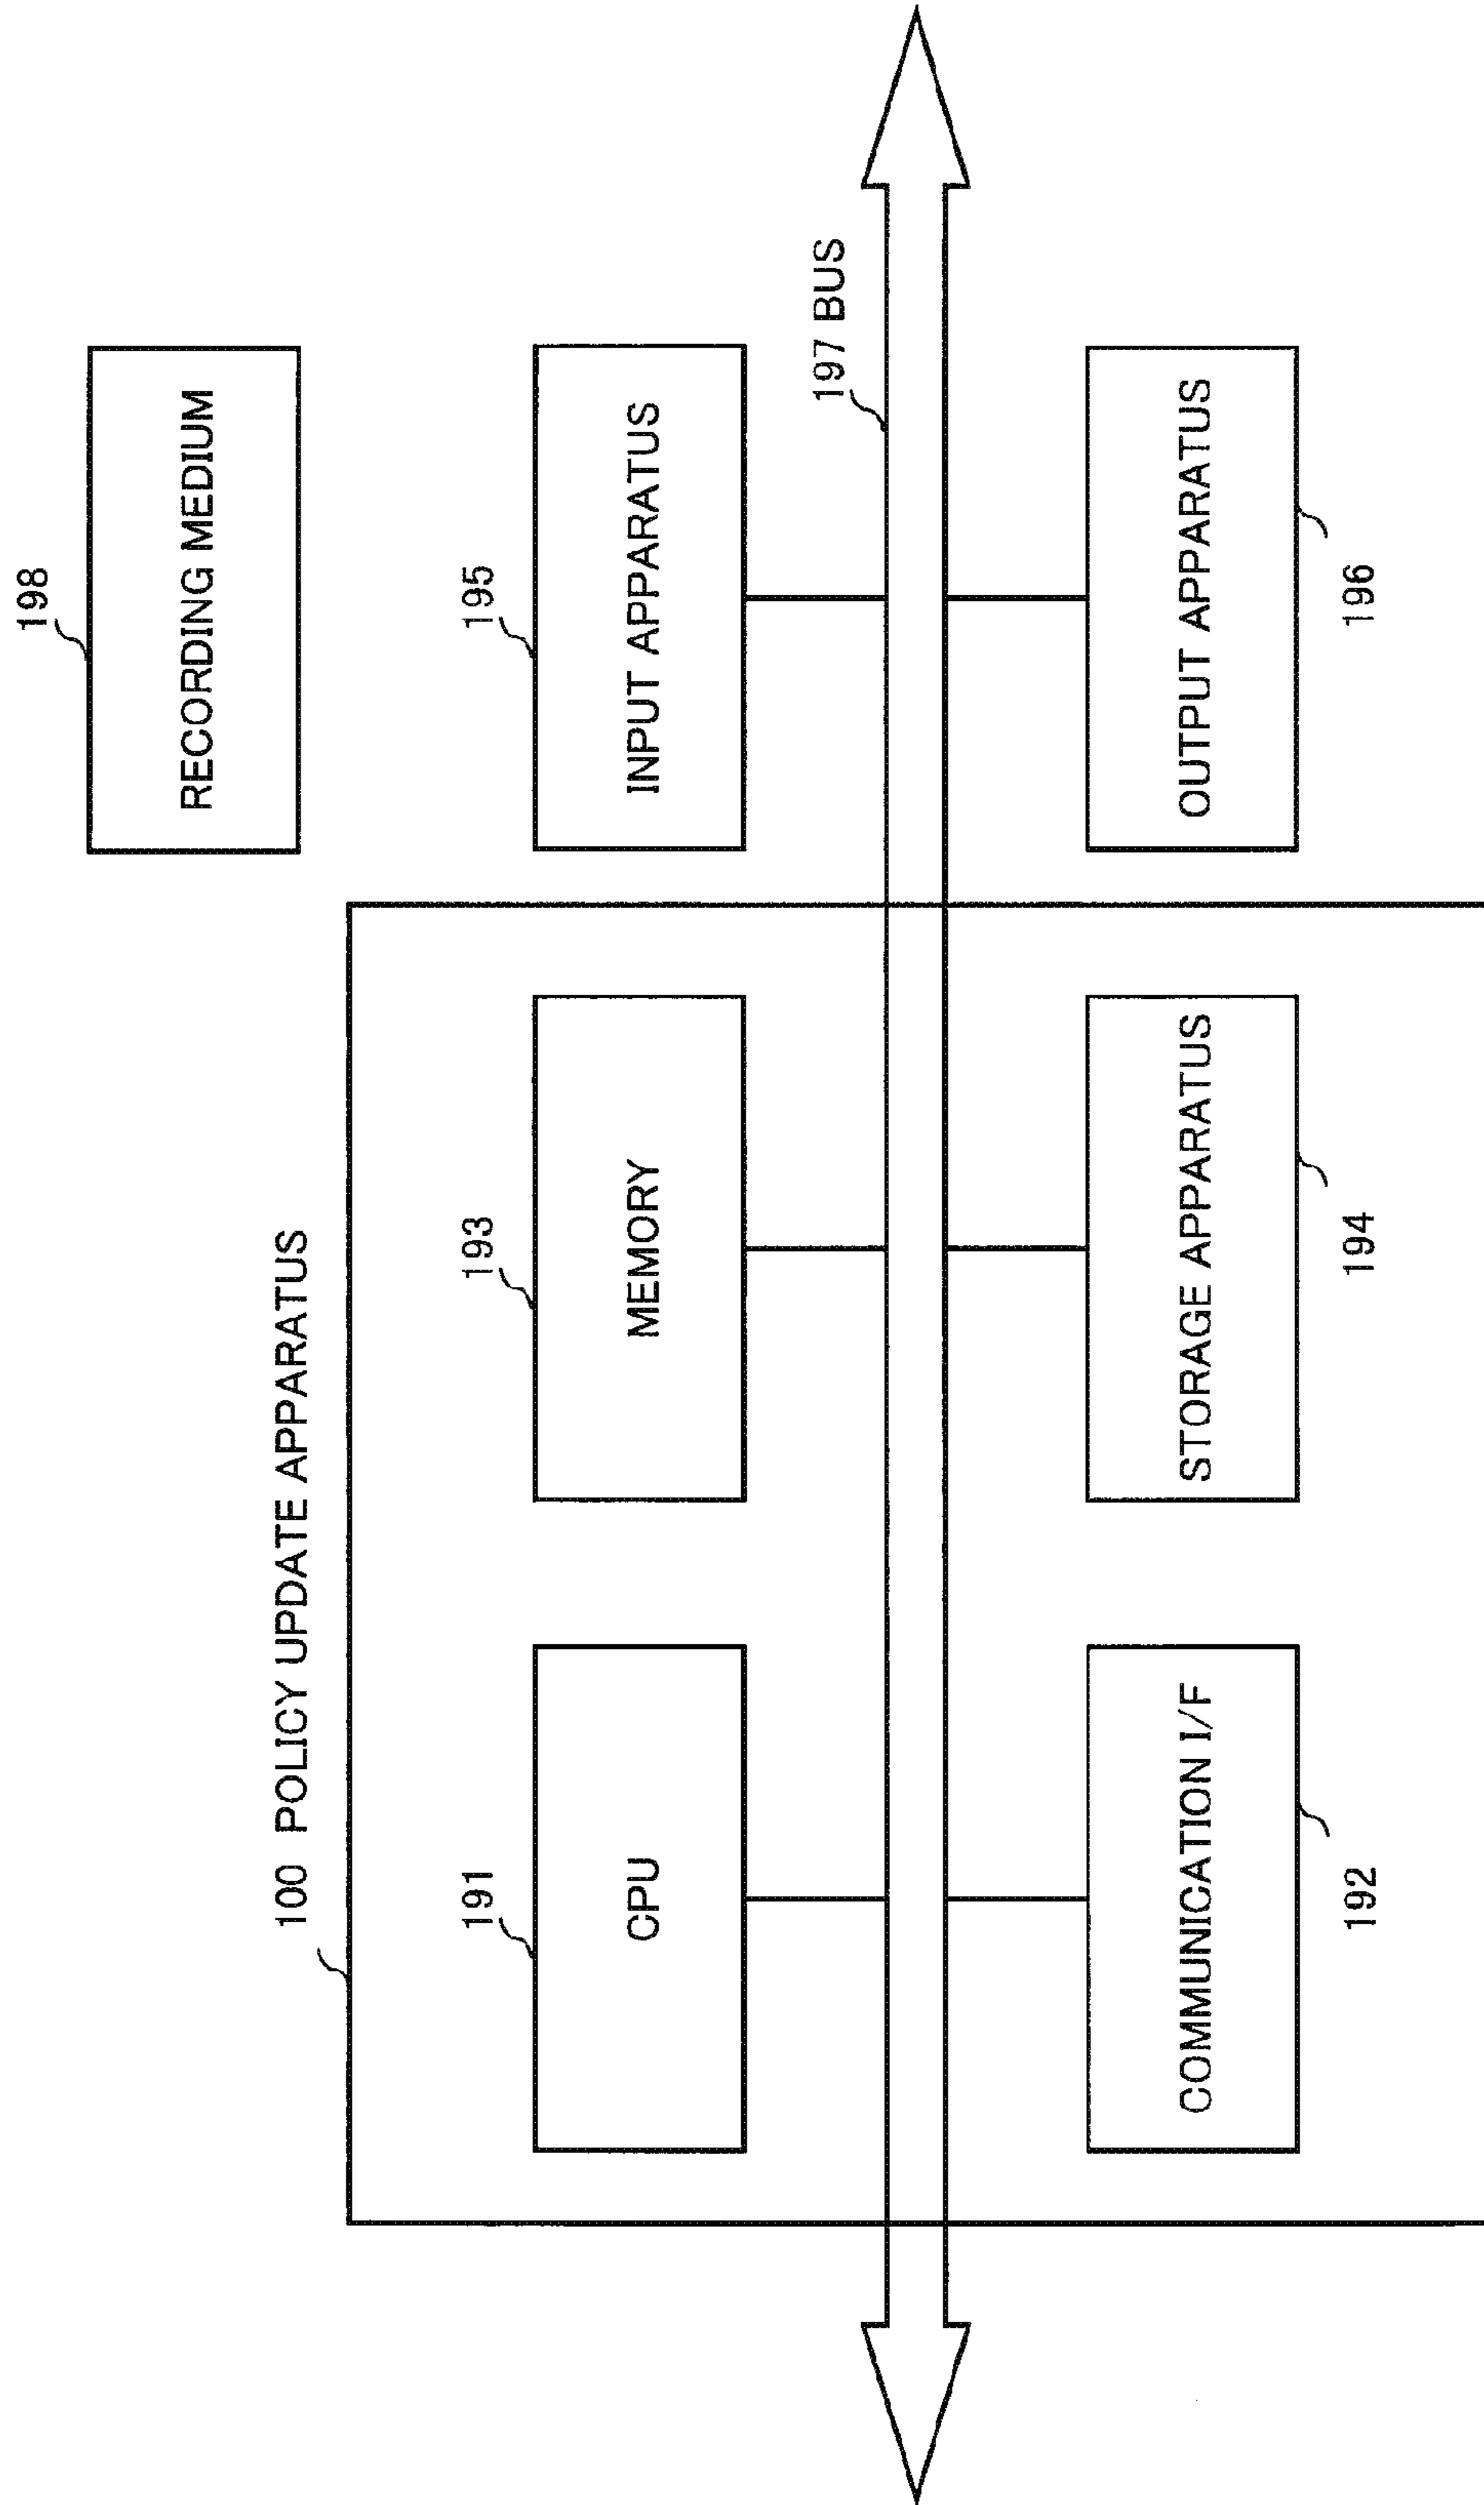 198
RECORDING MEDIUM
100 POLICY UPDATE APPARATUS
191
CPU
193
MEMORY
195
INPUT APPARATUS
197 BUS
COMMUNICATION I/F
192
STORAGE APPARATUS
194
OUTPUT APPARATUS
196